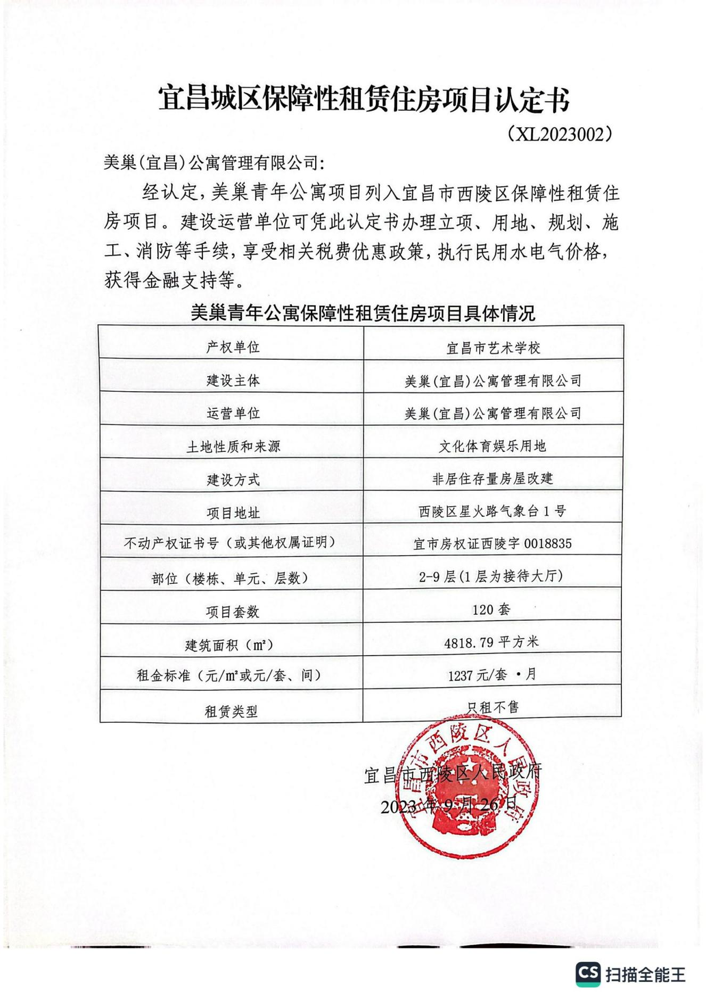 宜昌城区保障性租赁住房项目认定书
（XL2023002）
美巢(宜昌)公寓管理有限公司:
经认定,美巢青年公寓项目列入宜昌市西陵区保障性租赁住
房项目。建设运营单位可凭此认定书办理立项、用地、规划、施
工、消防等手续,享受相关税费优惠政策,执行民用水电气价格,
获得金融支持等。
美巢青年公寓保障性租赁住房项目具体情况
产权单位 宜昌市艺术学校
建设主体 美巢(宜昌)公寓管理有限公司
运营单位 美巢(宜昌)公寓管理有限公司
土地性质和来源 文化体育娱乐用地
建设方式 非居住存量房屋改建
项目地址 西陵区星火路气象台1号
不动产权证书号（或其他权属证明） 宜市房权证西陵字0018835
部位（楼栋、单元、层数） 2-9层(1层为接待大厅)
项目套数 120套
建筑面积（㎡） 4818.79平方米
租金标准（元/㎡或元/套、间） 1237元/套·月
租赁类型 只租不售
宜昌市西陵区人民政府
宜昌市西陵区人民政府
2023年9月26日
CS 扫描全能王